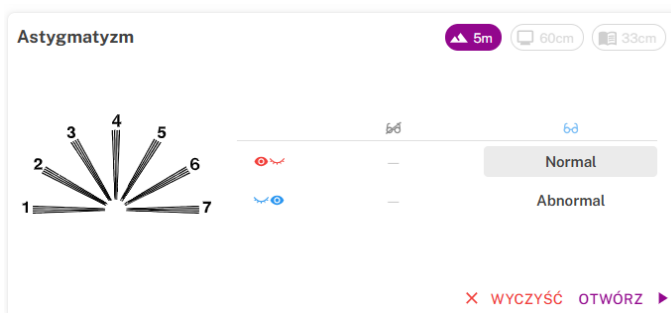 Astygmatyzm
5m
60cm
33cm
1
2
3
4
5
6
7
— Normal
— Abnormal
WYCZYŚĆ OTWÓRZ